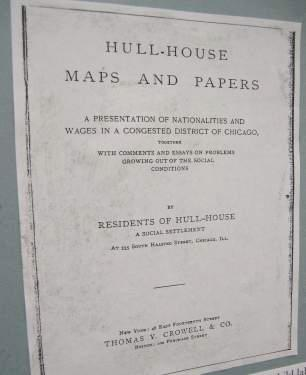 HULL-HOUSE
MAPS AND PAPERS
A PRESENTATION OF NATIONALITIES AND
WAGES IN A CONGESTED DISTRICT OF CHICAGO,
TOGETHER
WITH COMMENTS AND ESSAYS ON PROBLEMS
GROWING OUT OF THE SOCIAL
CONDITIONS
BY
RESIDENTS OF HULL-HOUSE
A SOCIAL SETTLEMENT
AT 335 SOUTH HALSTED STREET, CHICAGO, ILL.
NEW YORK: 46 EAST FOURTEENTH STREET
THOMAS Y. CROWELL & CO.
BOSTON: 100 PURCHASE STREET